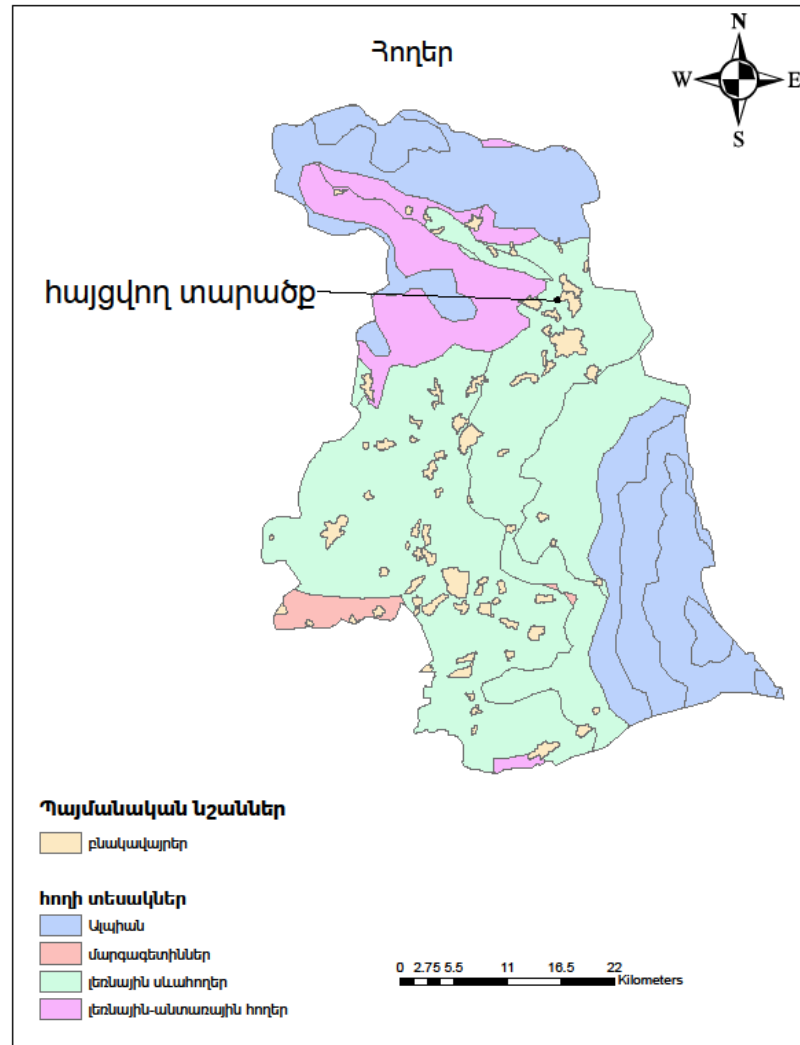 Հողեր
N
W E
S
հայցվող տարածք
Պայմանական նշաններ
բնակավայրեր
հողի տեսակներ
Ալպիան
մարգագետիններ
լեռնային սևահողեր
լեռնային-անտառային հողեր
0 2.75 5.5 11 16.5 22
Kilometers